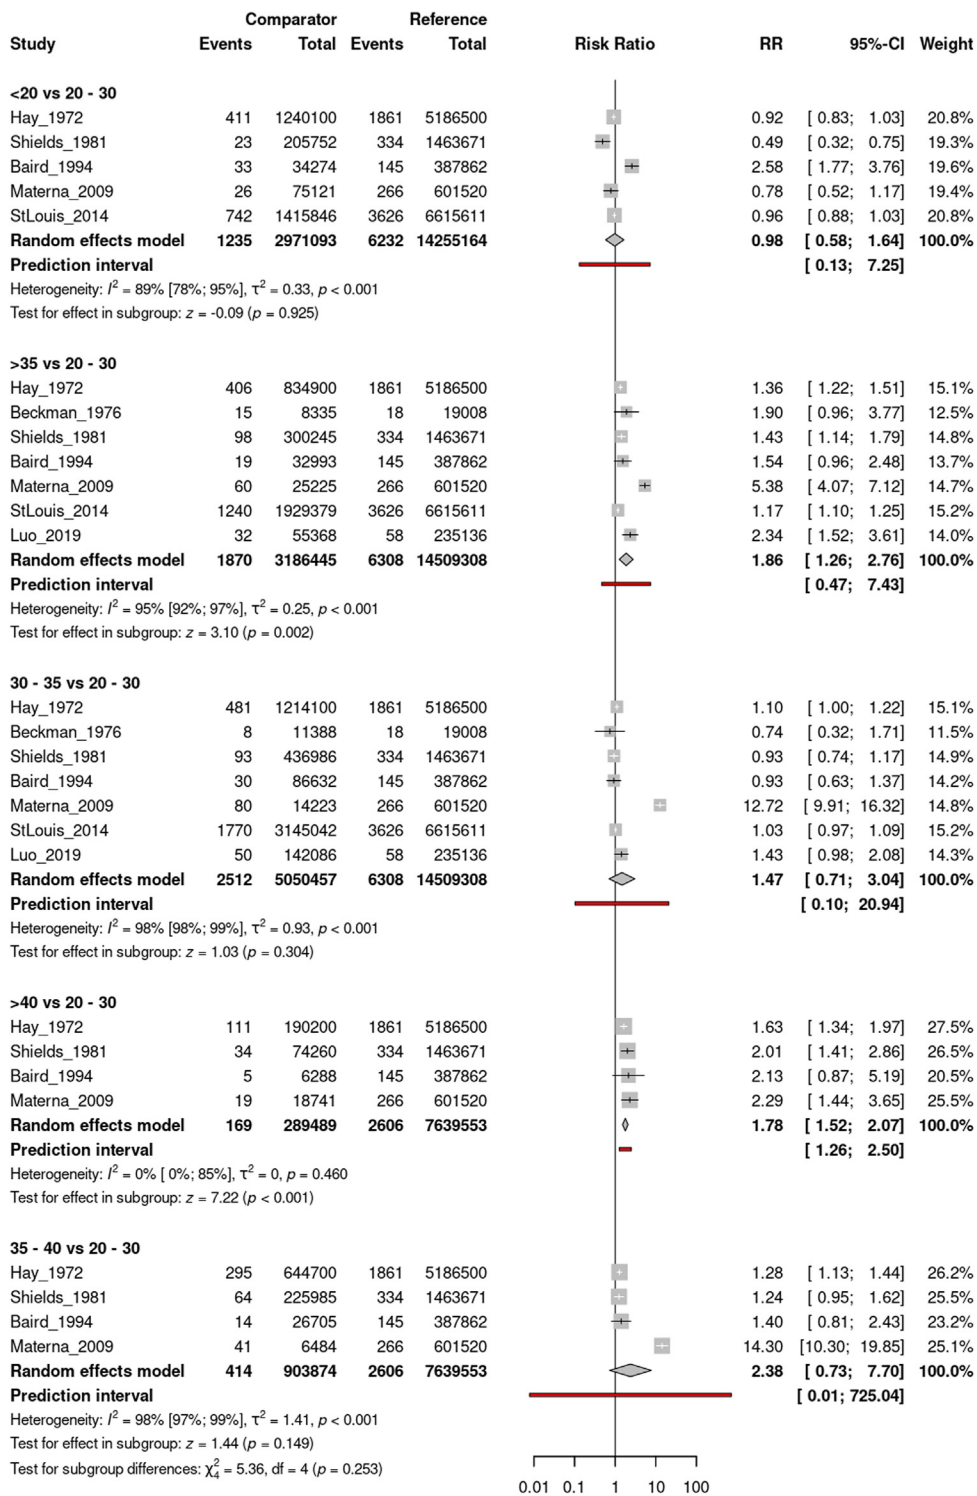 Comparator Reference
Study Events Total Events Total Risk Ratio RR 95%-CI Weight
<20 vs 20 - 30
Hay_1972 411 1240100 1861 5186500 0.92 [ 0.83; 1.03] 20.8%
Shields_1981 23 205752 334 1463671 0.49 [ 0.32; 0.75] 19.3%
Baird_1994 33 34274 145 387862 2.58 [ 1.77; 3.76] 19.6%
Materna_2009 26 75121 266 601520 0.78 [ 0.52; 1.17] 19.4%
StLouis_2014 742 1415846 3626 6615611 0.96 [ 0.88; 1.03] 20.8%
Random effects model 1235 2971093 6232 14255164 0.98 [ 0.58; 1.64] 100.0%
Prediction interval [ 0.13; 7.25]
Heterogeneity: I² = 89% [78%; 95%], τ² = 0.33, p < 0.001
Test for effect in subgroup: z = -0.09 (p = 0.925)
>35 vs 20 - 30
Hay_1972 406 834900 1861 5186500 1.36 [ 1.22; 1.51] 15.1%
Beckman_1976 15 8335 18 19008 1.90 [ 0.96; 3.77] 12.5%
Shields_1981 98 300245 334 1463671 1.43 [ 1.14; 1.79] 14.8%
Baird_1994 19 32993 145 387862 1.54 [ 0.96; 2.48] 13.7%
Materna_2009 60 25225 266 601520 5.38 [ 4.07; 7.12] 14.7%
StLouis_2014 1240 1929379 3626 6615611 1.17 [ 1.10; 1.25] 15.2%
Luo_2019 32 55368 58 235136 2.34 [ 1.52; 3.61] 14.0%
Random effects model 1870 3186445 6308 14509308 1.86 [ 1.26; 2.76] 100.0%
Prediction interval [ 0.47; 7.43]
Heterogeneity: I² = 95% [92%; 97%], τ² = 0.25, p < 0.001
Test for effect in subgroup: z = 3.10 (p = 0.002)
30 - 35 vs 20 - 30
Hay_1972 481 1214100 1861 5186500 1.10 [ 1.00; 1.22] 15.1%
Beckman_1976 8 11388 18 19008 0.74 [ 0.32; 1.71] 11.5%
Shields_1981 93 436986 334 1463671 0.93 [ 0.74; 1.17] 14.9%
Baird_1994 30 86632 145 387862 0.93 [ 0.63; 1.37] 14.2%
Materna_2009 80 14223 266 601520 12.72 [ 9.91; 16.32] 14.8%
StLouis_2014 1770 3145042 3626 6615611 1.03 [ 0.97; 1.09] 15.2%
Luo_2019 50 142086 58 235136 1.43 [ 0.98; 2.08] 14.3%
Random effects model 2512 5050457 6308 14509308 1.47 [ 0.71; 3.04] 100.0%
Prediction interval [ 0.10; 20.94]
Heterogeneity: I² = 98% [98%; 99%], τ² = 0.93, p < 0.001
Test for effect in subgroup: z = 1.03 (p = 0.304)
>40 vs 20 - 30
Hay_1972 111 190200 1861 5186500 1.63 [ 1.34; 1.97] 27.5%
Shields_1981 34 74260 334 1463671 2.01 [ 1.41; 2.86] 26.5%
Baird_1994 5 6288 145 387862 2.13 [ 0.87; 5.19] 20.5%
Materna_2009 19 18741 266 601520 2.29 [ 1.44; 3.65] 25.5%
Random effects model 169 289489 2606 7639553 1.78 [ 1.52; 2.07] 100.0%
Prediction interval [ 1.26; 2.50]
Heterogeneity: I² = 0% [ 0%; 85%], τ² = 0, p = 0.460
Test for effect in subgroup: z = 7.22 (p < 0.001)
35 - 40 vs 20 - 30
Hay_1972 295 644700 1861 5186500 1.28 [ 1.13; 1.44] 26.2%
Shields_1981 64 225985 334 1463671 1.24 [ 0.95; 1.62] 25.5%
Baird_1994 14 26705 145 387862 1.40 [ 0.81; 2.43] 23.2%
Materna_2009 41 6484 266 601520 14.30 [10.30; 19.85] 25.1%
Random effects model 414 903874 2606 7639553 2.38 [ 0.73; 7.70] 100.0%
Prediction interval [ 0.01; 725.04]
Heterogeneity: I² = 98% [97%; 99%], τ² = 1.41, p < 0.001
Test for effect in subgroup: z = 1.44 (p = 0.149)
Test for subgroup differences: χ²₄ = 5.36, df = 4 (p = 0.253)
0.01 0.1 1 10 100